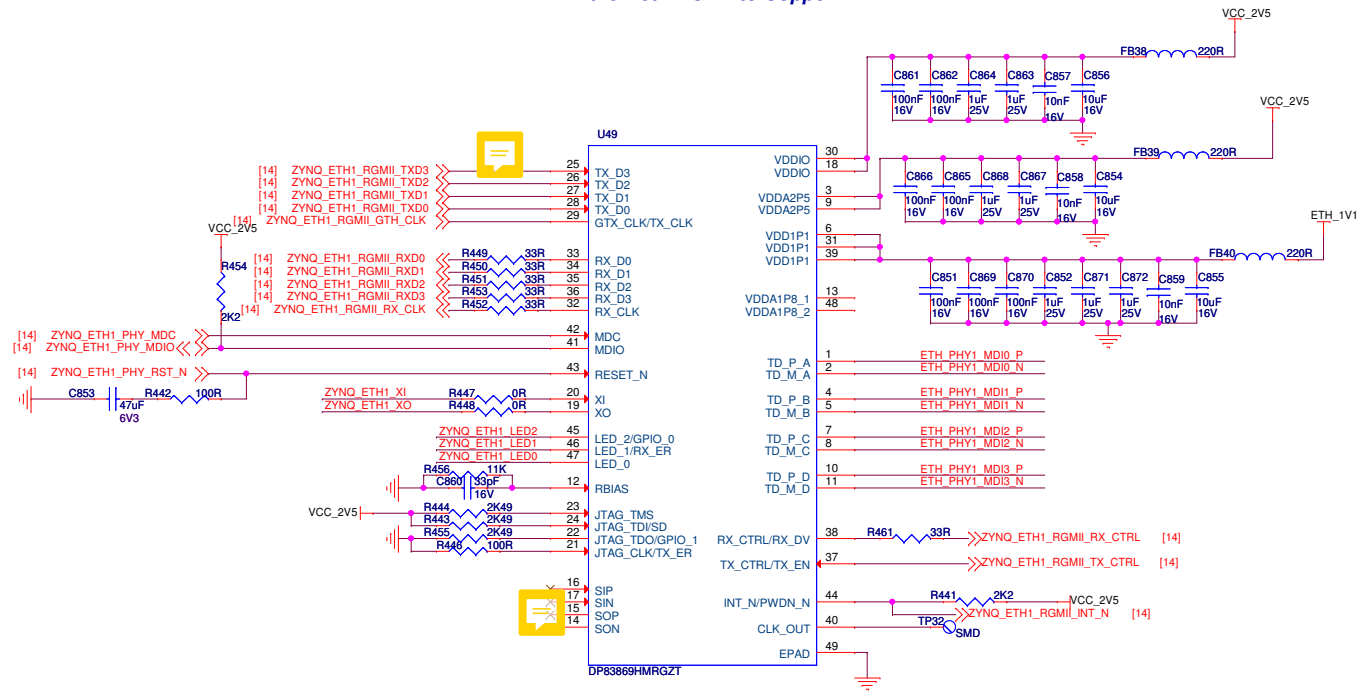 VCC_2V5
FB38 220R
C861 C862 C864 C863 C857 C856
100nF 100nF 1uF 1uF 10nF 10uF
16V 16V 25V 25V 16V 16V
VCC_2V5
FB39 220R
C866 C865 C868 C867 C858 C854
100nF 100nF 1uF 1uF 10nF 10uF
16V 16V 25V 25V 16V 16V
ETH_1V1
FB40 220R
C851 C869 C870 C852 C871 C872 C859 C855
100nF 100nF 100nF 1uF 1uF 1uF 10nF 10uF
16V 16V 16V 25V 25V 25V 16V 16V
U49
[14] ZYNQ_ETH1_RGMII_TXD3 25 TX_D3
[14] ZYNQ_ETH1_RGMII_TXD2 26 TX_D2
[14] ZYNQ_ETH1_RGMII_TXD1 27 TX_D1
[14] ZYNQ_ETH1_RGMII_TXD0 28 TX_D0
[14] ZYNQ_ETH1_RGMII_GTH_CLK 29 GTX_CLK/TX_CLK
VCC_2V5
R454
2K2
[14] ZYNQ_ETH1_RGMII_RXD0 R449 33R 33 RX_D0
[14] ZYNQ_ETH1_RGMII_RXD1 R450 33R 34 RX_D1
[14] ZYNQ_ETH1_RGMII_RXD2 R451 33R 35 RX_D2
[14] ZYNQ_ETH1_RGMII_RXD3 R453 33R 36 RX_D3
[14] ZYNQ_ETH1_RGMII_RX_CLK R452 33R 32 RX_CLK
[14] ZYNQ_ETH1_PHY_MDC 42 MDC
[14] ZYNQ_ETH1_PHY_MDIO 41 MDIO
[14] ZYNQ_ETH1_PHY_RST_N 43 RESET_N
C853 47uF 6V3 R442 100R
ZYNQ_ETH1_XI R447 0R 20 XI
ZYNQ_ETH1_XO R448 0R 19 XO
ZYNQ_ETH1_LED2 45 LED_2/GPIO_0
ZYNQ_ETH1_LED1 46 LED_1/RX_ER
ZYNQ_ETH1_LED0 47 LED_0
R456 11K
C860 33pF 16V 12 RBIAS
VCC_2V5 R444 2K49 23 JTAG_TMS
R443 2K49 24 JTAG_TDI/SD
R455 2K49 22 JTAG_TDO/GPIO_1
R446 100R 21 JTAG_CLK/TX_ER
16 SIP
17 SIN
15 SOP
14 SON
DP83869HMRGZT
VDDIO 30
VDDIO 18
VDDA2P5 3
VDDA2P5 9
VDD1P1 6
VDD1P1 31
VDD1P1 39
VDDA1P8_1 13
VDDA1P8_2 48
TD_P_A 1 ETH_PHY1_MDI0_P
TD_M_A 2 ETH_PHY1_MDI0_N
TD_P_B 4 ETH_PHY1_MDI1_P
TD_M_B 5 ETH_PHY1_MDI1_N
TD_P_C 7 ETH_PHY1_MDI2_P
TD_M_C 8 ETH_PHY1_MDI2_N
TD_P_D 10 ETH_PHY1_MDI3_P
TD_M_D 11 ETH_PHY1_MDI3_N
RX_CTRL/RX_DV 38 R461 33R ZYNQ_ETH1_RGMII_RX_CTRL [14]
TX_CTRL/TX_EN 37 ZYNQ_ETH1_RGMII_TX_CTRL [14]
INT_N/PWDN_N 44 R441 2K2 VCC_2V5
ZYNQ_ETH1_RGMII_INT_N [14]
CLK_OUT 40 TP32 SMD
EPAD 49